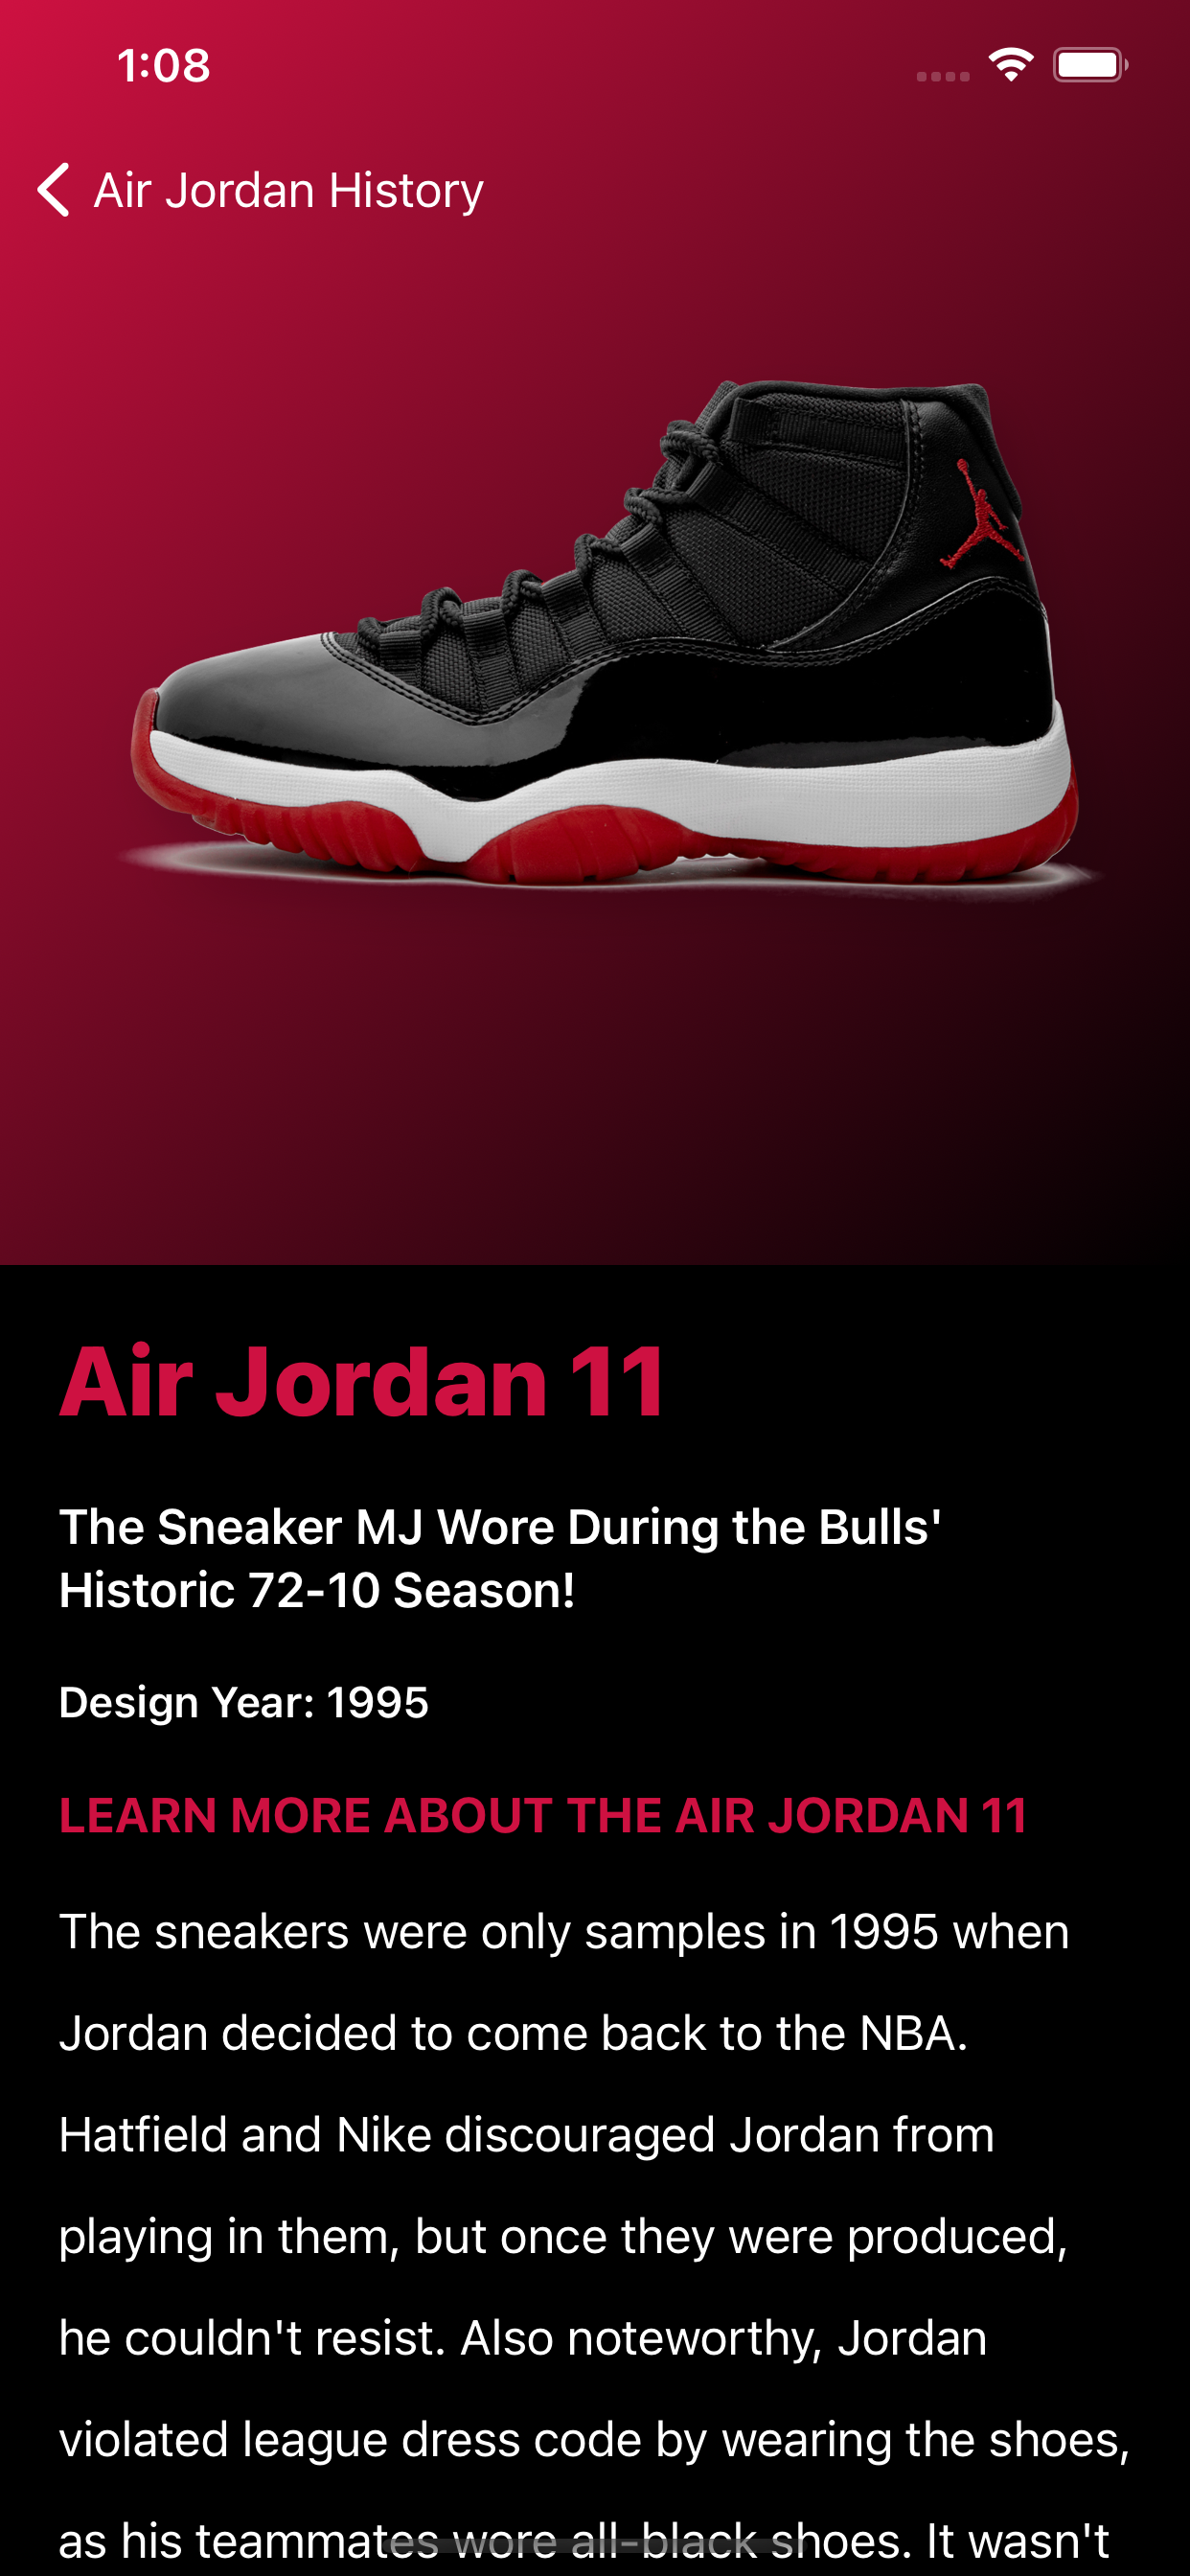 1:08
Air Jordan History
Air Jordan 11
The Sneaker MJ Wore During the Bulls'
Historic 72-10 Season!
Design Year: 1995
LEARN MORE ABOUT THE AIR JORDAN 11
The sneakers were only samples in 1995 when
Jordan decided to come back to the NBA.
Hatfield and Nike discouraged Jordan from
playing in them, but once they were produced,
he couldn't resist. Also noteworthy, Jordan
violated league dress code by wearing the shoes,
as his teammates wore all-black shoes. It wasn't